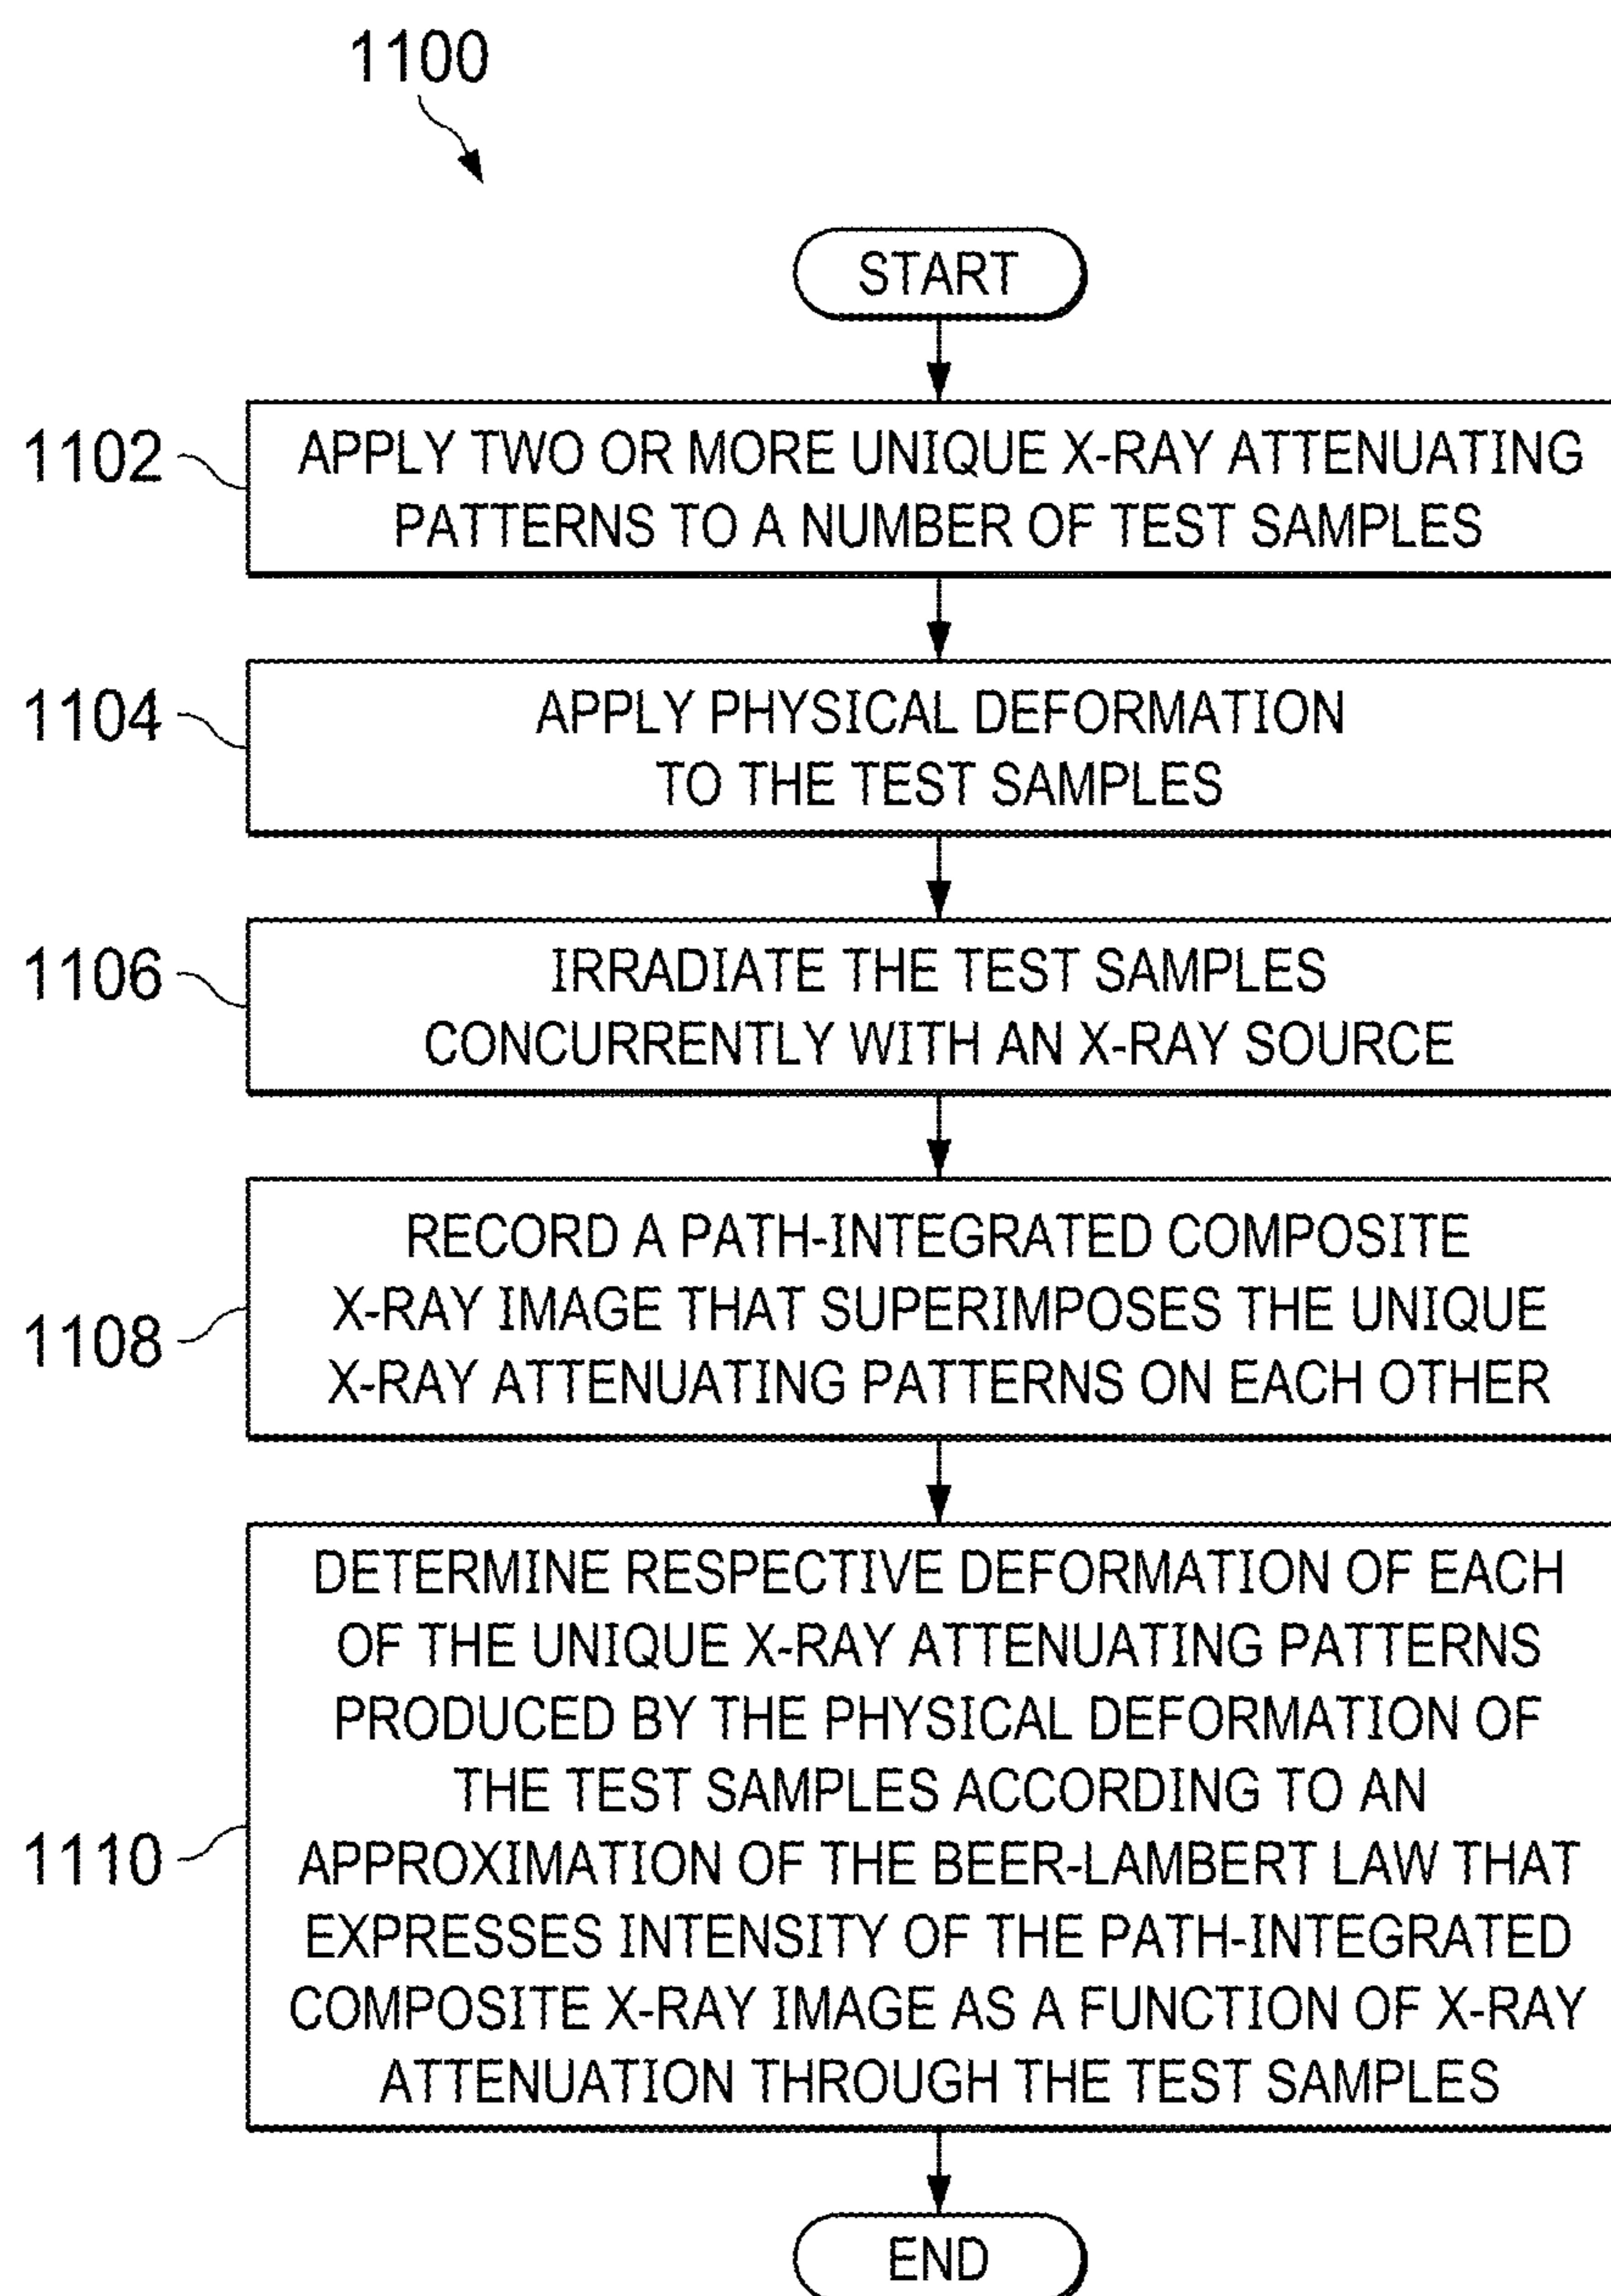 1100
START
1102
APPLY TWO OR MORE UNIQUE X-RAY ATTENUATING
PATTERNS TO A NUMBER OF TEST SAMPLES
1104
APPLY PHYSICAL DEFORMATION
TO THE TEST SAMPLES
1106
IRRADIATE THE TEST SAMPLES
CONCURRENTLY WITH AN X-RAY SOURCE
1108
RECORD A PATH-INTEGRATED COMPOSITE
X-RAY IMAGE THAT SUPERIMPOSES THE UNIQUE
X-RAY ATTENUATING PATTERNS ON EACH OTHER
1110
DETERMINE RESPECTIVE DEFORMATION OF EACH
OF THE UNIQUE X-RAY ATTENUATING PATTERNS
PRODUCED BY THE PHYSICAL DEFORMATION OF
THE TEST SAMPLES ACCORDING TO AN
APPROXIMATION OF THE BEER-LAMBERT LAW THAT
EXPRESSES INTENSITY OF THE PATH-INTEGRATED
COMPOSITE X-RAY IMAGE AS A FUNCTION OF X-RAY
ATTENUATION THROUGH THE TEST SAMPLES
END